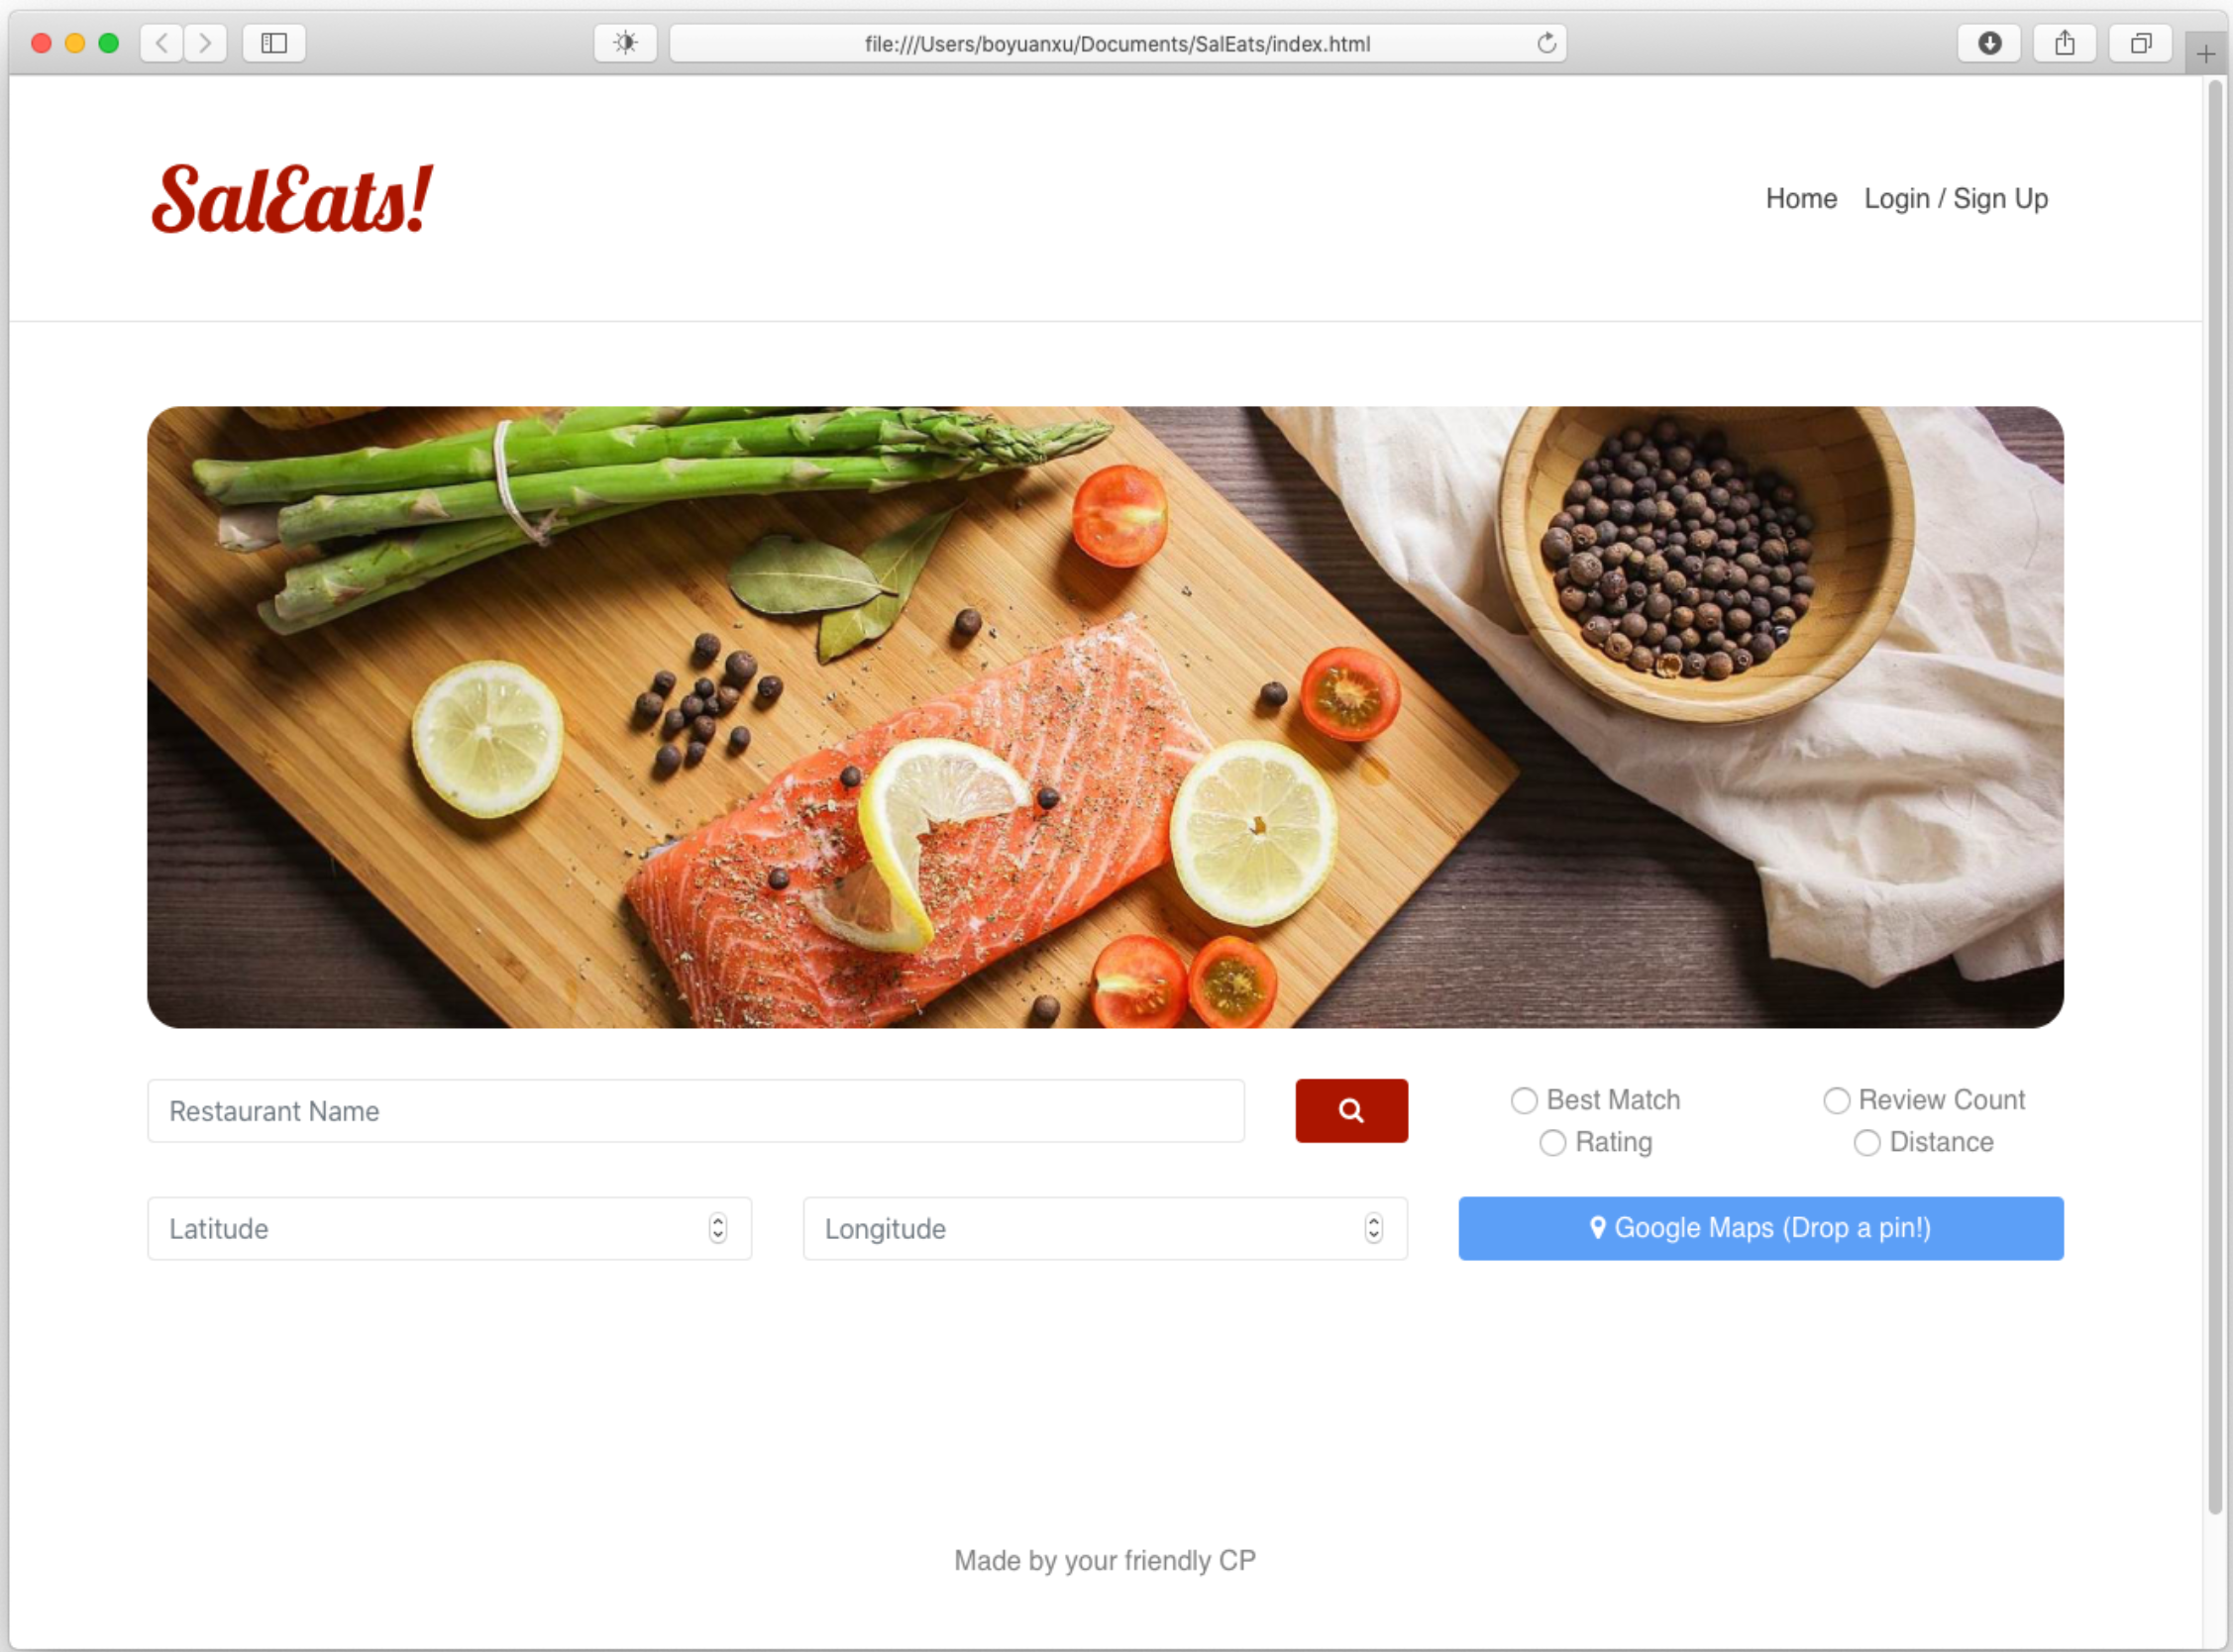 file:///Users/boyuanxu/Documents/SalEats/index.html
SalEats!
Home Login / Sign Up
Restaurant Name
Best Match Review Count
Rating Distance
Latitude Longitude Google Maps (Drop a pin!)
Made by your friendly CP